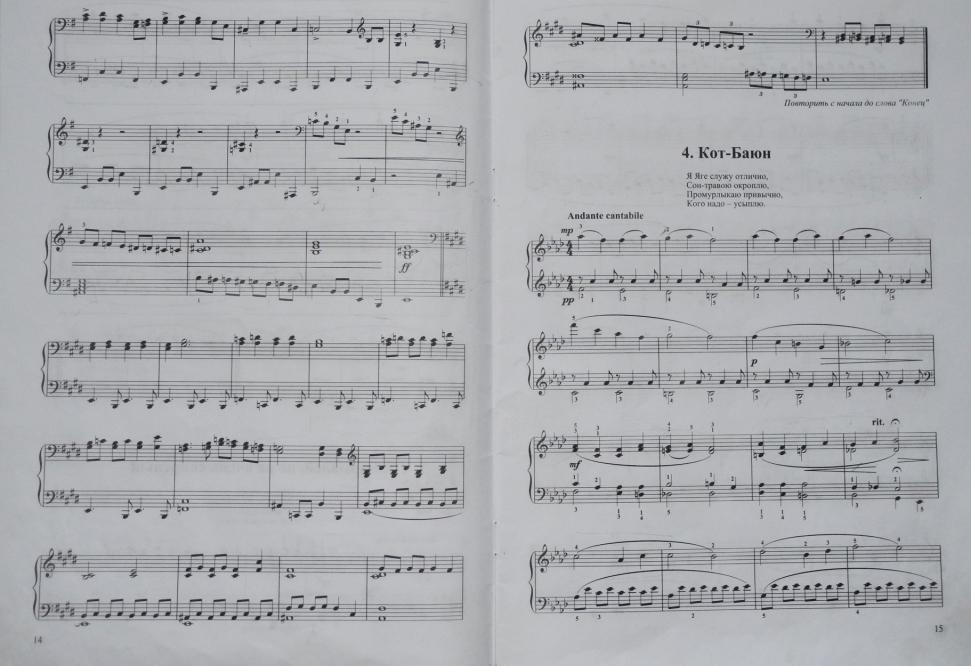 ff
14
Повторить с начала до слова "Конец"
4. Кот-Баюн
Я Яге служу отлично,
Сон-травою окроплю,
Промурлыкаю привычно,
Кого надо – усыплю.
Andante cantabile
mp
pp
p
rit.
mf
15